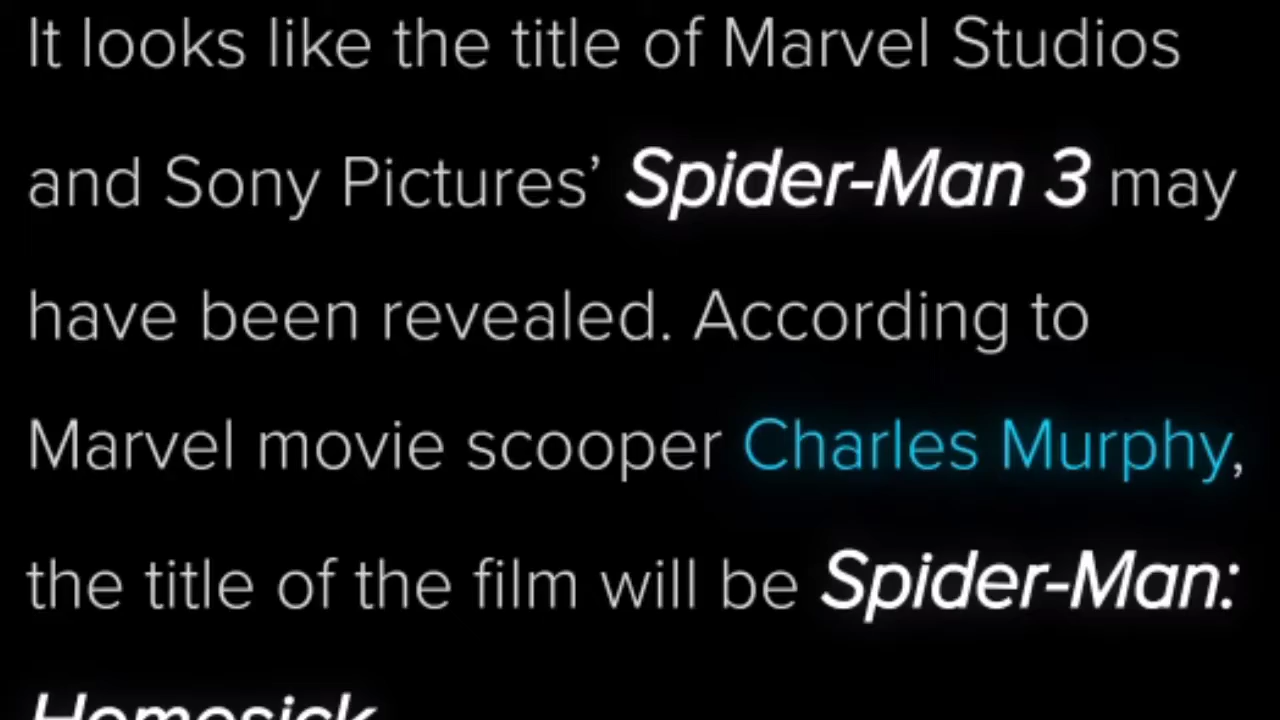 It looks like the title of Marvel Studios
and Sony Pictures’ Spider-Man 3 may
have been revealed. According to
Marvel movie scooper Charles Murphy,
the title of the film will be Spider-Man:
Homesick